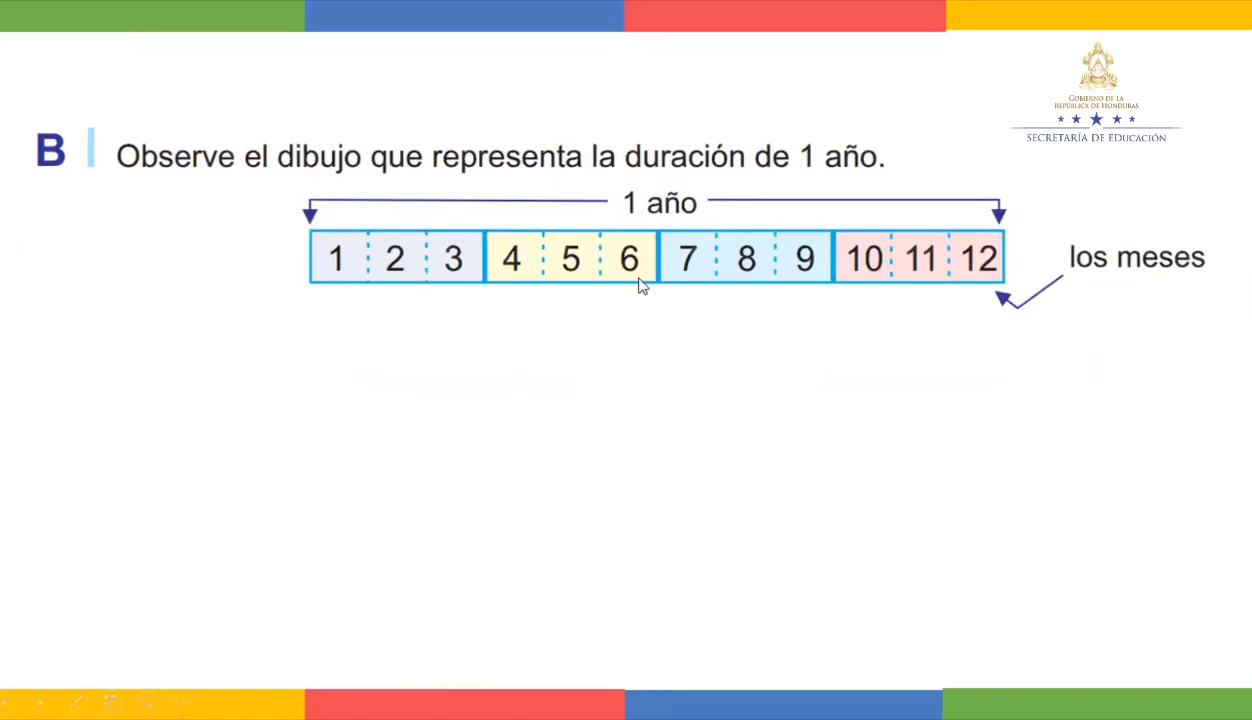 GOBIERNO DE LA
REPÚBLICA DE HONDURAS
SECRETARÍA DE EDUCACIÓN
B Observe el dibujo que representa la duración de 1 año.
1 año
1 2 3 4 5 6 7 8 9 10 11 12
los meses